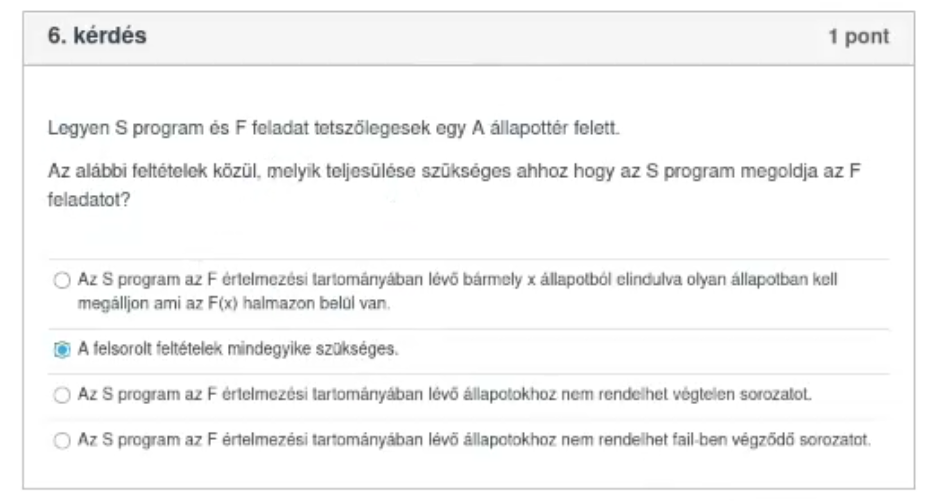 6. kérdés
1 pont
Legyen S program és F feladat tetszőlegesek egy A állapottér felett.
Az alábbi feltételek közül, melyik teljesülése szükséges ahhoz hogy az S program megoldja az F
feladatot?
Az S program az F értelmezési tartományában lévő bármely x állapotból elindulva olyan állapotban kell
megálljon ami az F(x) halmazon belül van.
A felsorolt feltételek mindegyike szükséges.
Az S program az F értelmezési tartományában lévő állapotokhoz nem rendelhet végtelen sorozatot.
Az S program az F értelmezési tartományában lévő állapotokhoz nem rendelhet fail-ben végződő sorozatot.